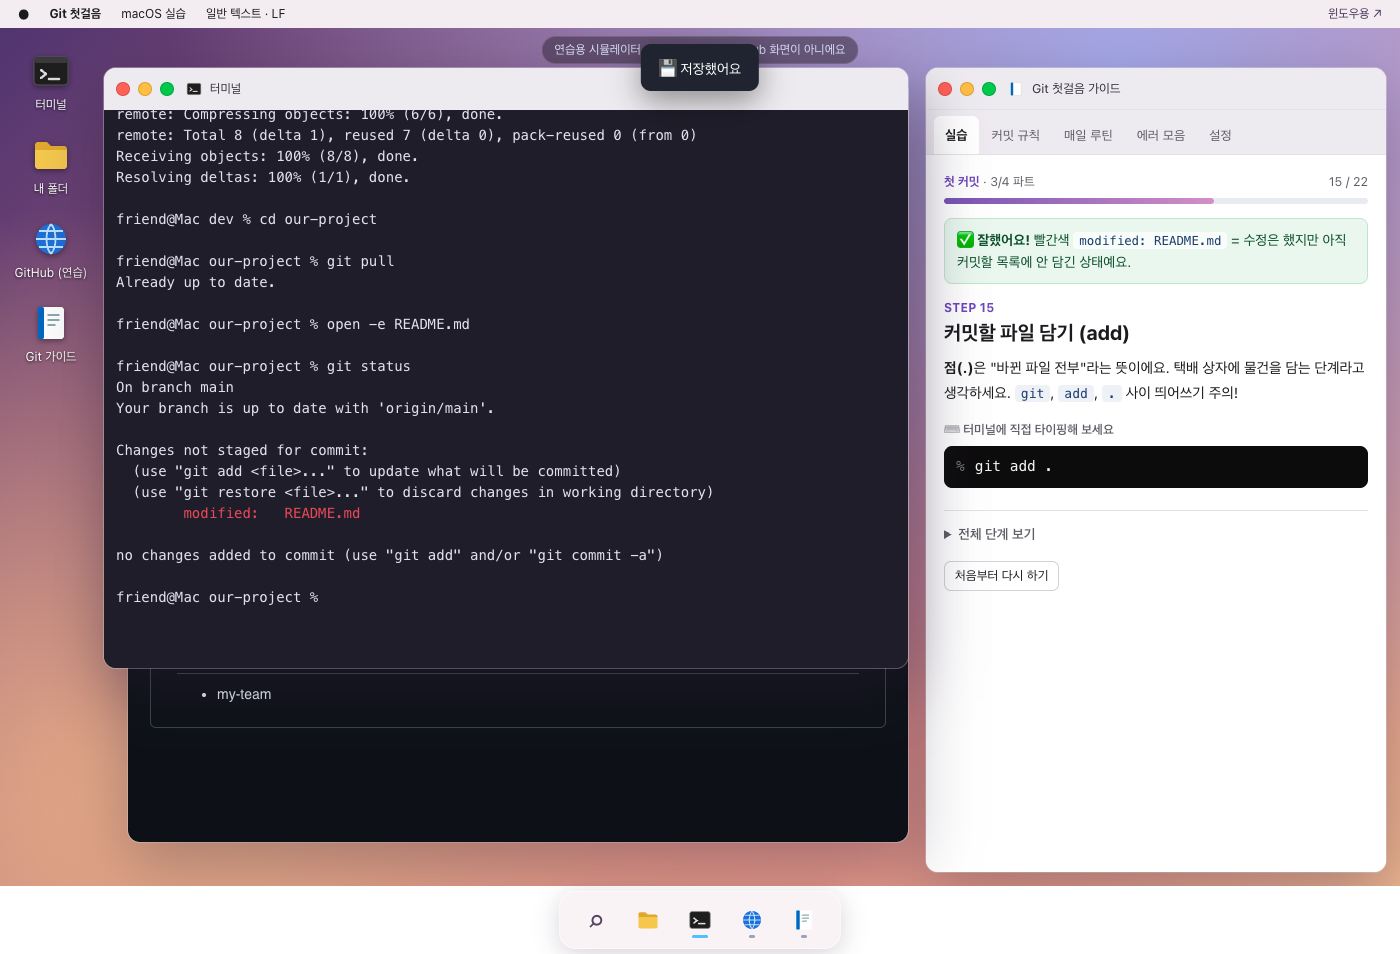 Git 첫걸음
macOS 실습
일반 텍스트 · LF
윈도우용 ↗
연습용 시뮬레이터
화면이 아니에요
💾 저장했어요
터미널
내 폴더
GitHub (연습)
Git 가이드
터미널
remote: Compressing objects: 100% (6/6), done.
remote: Total 8 (delta 1), reused 7 (delta 0), pack-reused 0 (from 0)
Receiving objects: 100% (8/8), done.
Resolving deltas: 100% (1/1), done.
friend@Mac dev % cd our-project
friend@Mac our-project % git pull
Already up to date.
friend@Mac our-project % open -e README.md
friend@Mac our-project % git status
On branch main
Your branch is up to date with 'origin/main'.
Changes not staged for commit:
(use "git add <file>..." to update what will be committed)
(use "git restore <file>..." to discard changes in working directory)
modified:   README.md
no changes added to commit (use "git add" and/or "git commit -a")
friend@Mac our-project %
• my-team
Git 첫걸음 가이드
실습
커밋 규칙
매일 루틴
에러 모음
설정
첫 커밋 · 3/4 파트
15 / 22
✅ 잘했어요! 빨간색 modified: README.md = 수정은 했지만 아직
커밋할 목록에 안 담긴 상태예요.
STEP 15
커밋할 파일 담기 (add)
점(.)은 "바뀐 파일 전부"라는 뜻이에요. 택배 상자에 물건을 담는 단계라고
생각하세요. git, add, . 사이 띄어쓰기 주의!
⌨️ 터미널에 직접 타이핑해 보세요
% git add .
▶ 전체 단계 보기
처음부터 다시 하기